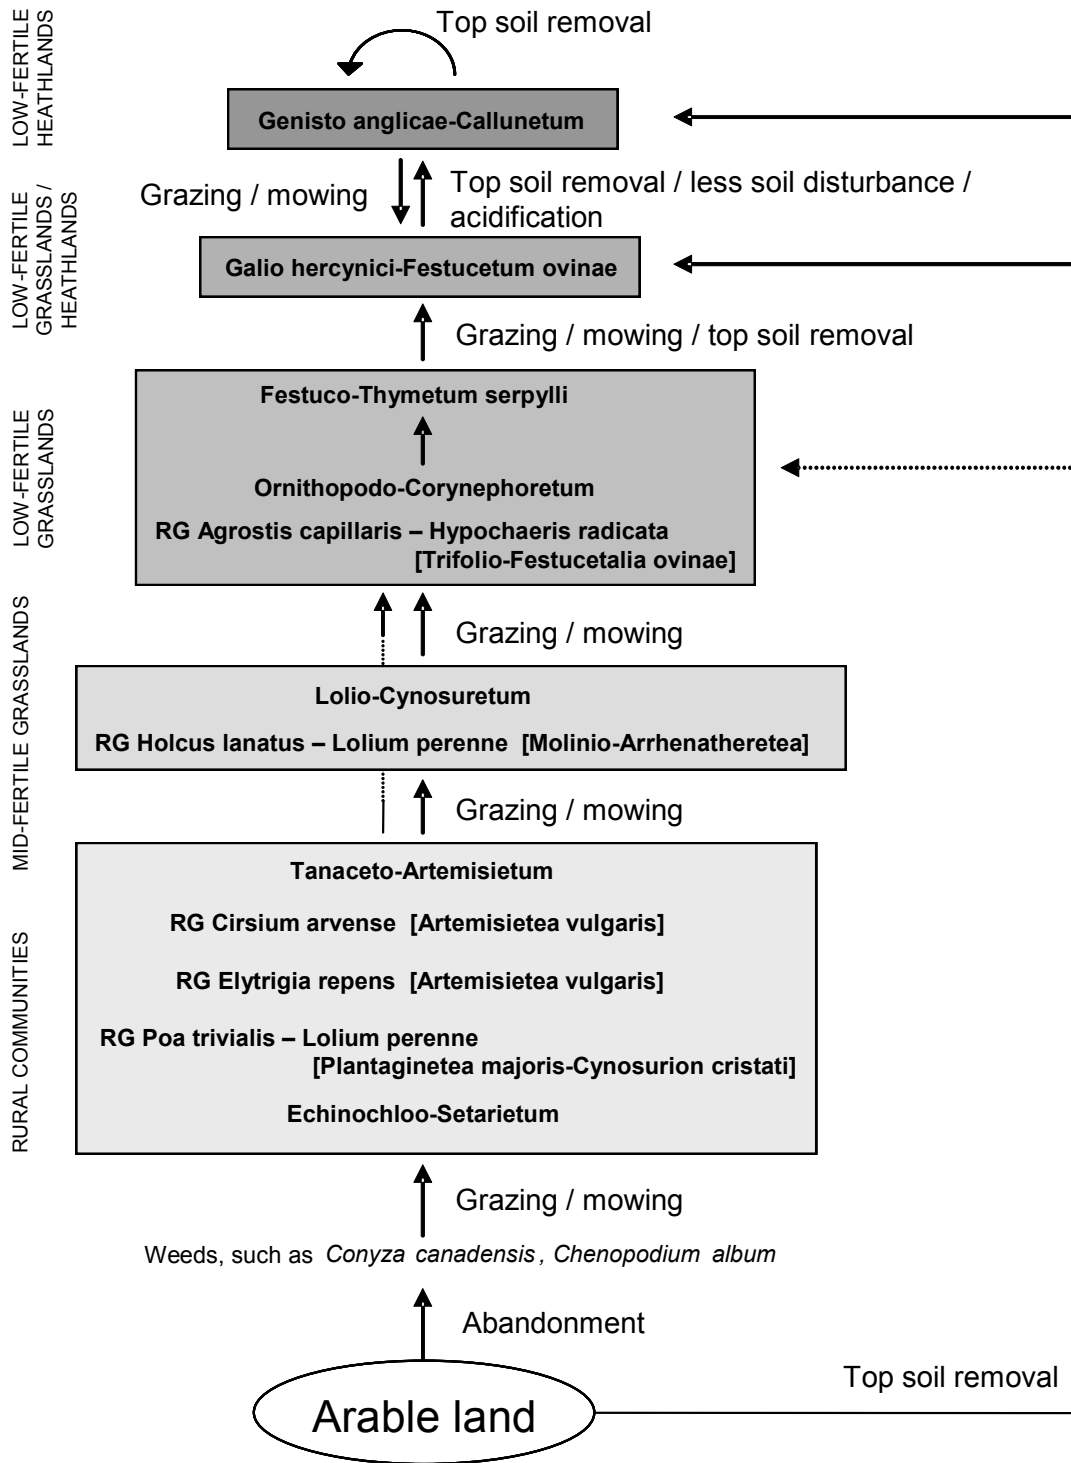 Top soil removal
LOW-FERTILE
HEATHLANDS
Genisto anglicae-Callunetum
Grazing / mowing
Top soil removal / less soil disturbance /
acidification
LOW-FERTILE
GRASSLANDS /
HEATHLANDS
Galio hercynici-Festucetum ovinae
Grazing / mowing / top soil removal
LOW-FERTILE
GRASSLANDS
Festuco-Thymetum serpylli
Ornithopodo-Corynephoretum
RG Agrostis capillaris – Hypochaeris radicata
[Trifolio-Festucetalia ovinae]
Grazing / mowing
MID-FERTILE GRASSLANDS
Lolio-Cynosuretum
RG Holcus lanatus – Lolium perenne [Molinio-Arrhenatheretea]
Grazing / mowing
RURAL COMMUNITIES
Tanaceto-Artemisietum
RG Cirsium arvense [Artemisietea vulgaris]
RG Elytrigia repens [Artemisietea vulgaris]
RG Poa trivialis – Lolium perenne
[Plantaginetea majoris-Cynosurion cristati]
Echinochloo-Setarietum
Grazing / mowing
Weeds, such as Conyza canadensis, Chenopodium album
Abandonment
Arable land
Top soil removal